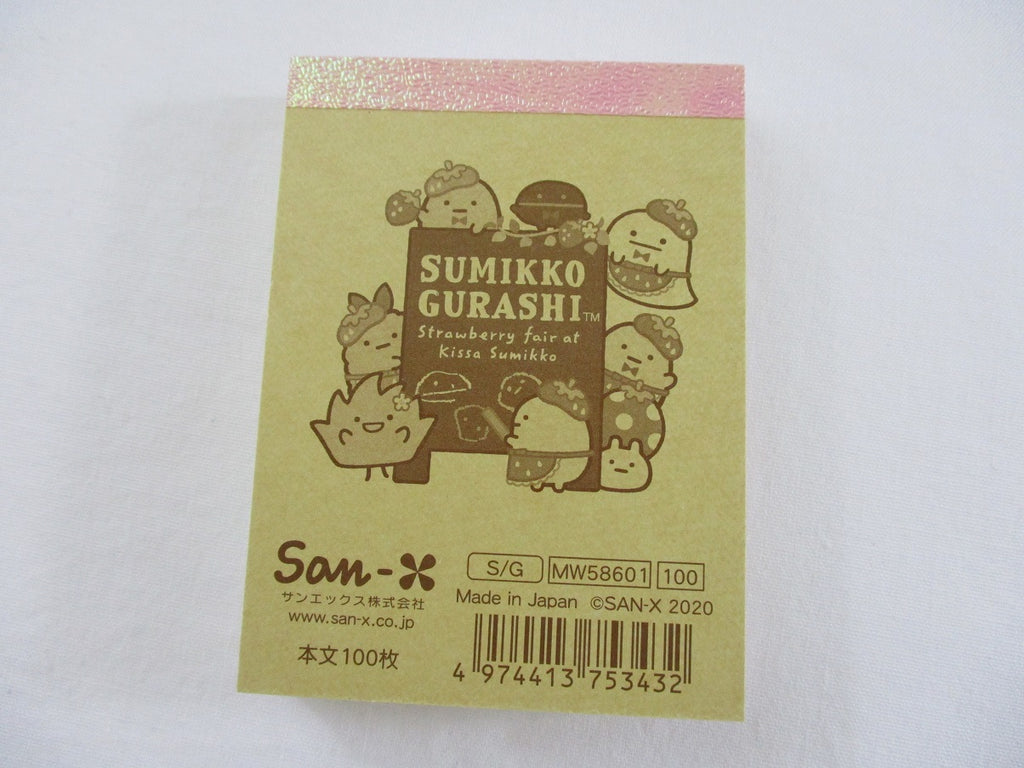 SUMIKKO
GURASHI™
Strawberry fair at
Kissa Sumikko
San-X
サンエックス株式会社
www.san-x.co.jp
本文100枚
S/G MW58601 100
Made in Japan ©SAN-X 2020
4 974413 753432